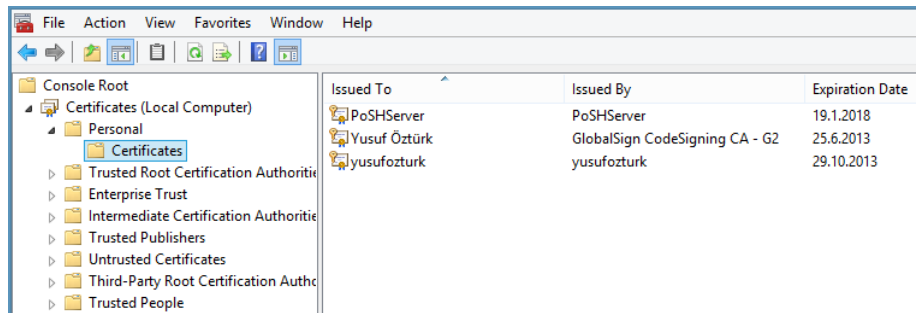 File Action View Favorites Window Help
Console Root
Certificates (Local Computer)
Personal
Certificates
Trusted Root Certification Authoritie
Enterprise Trust
Intermediate Certification Authoritie
Trusted Publishers
Untrusted Certificates
Third-Party Root Certification Autho
Trusted People
Issued To Issued By Expiration Date
PoSHServer PoSHServer 19.1.2018
Yusuf Öztürk GlobalSign CodeSigning CA - G2 25.6.2013
yusufozturk yusufozturk 29.10.2013